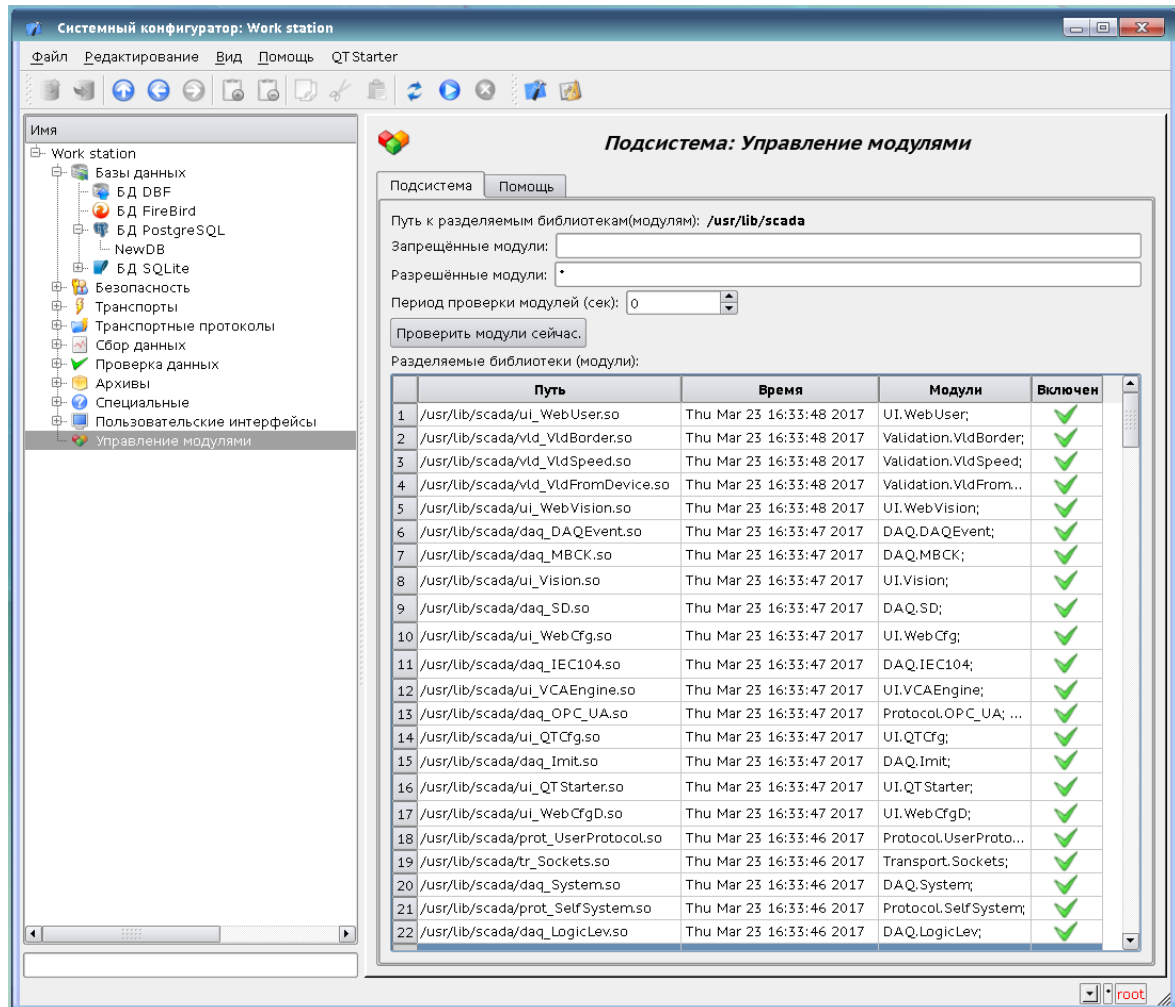 Системный конфигуратор: Work station
Файл Редактирование Вид Помощь QTStarter
Имя
Work station
Базы данных
БД DBF
БД FireBird
БД PostgreSQL
NewDB
БД SQLite
Безопасность
Транспорты
Транспортные протоколы
Сбор данных
Проверка данных
Архивы
Специальные
Пользовательские интерфейсы
Управление модулями
Подсистема: Управление модулями
Подсистема Помощь
Путь к разделяемым библиотекам(модулям): /usr/lib/scada
Запрещённые модули:
Разрешённые модули: *
Период проверки модулей (сек): 0
Проверить модули сейчас.
Разделяемые библиотеки (модули):
Путь Время Модули Включен
1 /usr/lib/scada/ui_WebUser.so Thu Mar 23 16:33:48 2017 UI.WebUser;
2 /usr/lib/scada/vld_VldBorder.so Thu Mar 23 16:33:48 2017 Validation.VldBorder;
3 /usr/lib/scada/vld_VldSpeed.so Thu Mar 23 16:33:48 2017 Validation.VldSpeed;
4 /usr/lib/scada/vld_VldFromDevice.so Thu Mar 23 16:33:48 2017 Validation.VldFrom...
5 /usr/lib/scada/ui_WebVision.so Thu Mar 23 16:33:48 2017 UI.WebVision;
6 /usr/lib/scada/daq_DAQEvent.so Thu Mar 23 16:33:47 2017 DAQ.DAQEvent;
7 /usr/lib/scada/daq_MBCK.so Thu Mar 23 16:33:47 2017 DAQ.MBCK;
8 /usr/lib/scada/ui_Vision.so Thu Mar 23 16:33:47 2017 UI.Vision;
9 /usr/lib/scada/daq_SD.so Thu Mar 23 16:33:47 2017 DAQ.SD;
10 /usr/lib/scada/ui_WebCfg.so Thu Mar 23 16:33:47 2017 UI.WebCfg;
11 /usr/lib/scada/daq_IEC104.so Thu Mar 23 16:33:47 2017 DAQ.IEC104;
12 /usr/lib/scada/ui_VCAEngine.so Thu Mar 23 16:33:47 2017 UI.VCAEngine;
13 /usr/lib/scada/daq_OPC_UA.so Thu Mar 23 16:33:47 2017 Protocol.OPC_UA; ...
14 /usr/lib/scada/ui_QTCfg.so Thu Mar 23 16:33:47 2017 UI.QTCfg;
15 /usr/lib/scada/daq_Imit.so Thu Mar 23 16:33:47 2017 DAQ.Imit;
16 /usr/lib/scada/ui_QTStarter.so Thu Mar 23 16:33:47 2017 UI.QTStarter;
17 /usr/lib/scada/ui_WebCfgD.so Thu Mar 23 16:33:47 2017 UI.WebCfgD;
18 /usr/lib/scada/prot_UserProtocol.so Thu Mar 23 16:33:46 2017 Protocol.UserProto...
19 /usr/lib/scada/tr_Sockets.so Thu Mar 23 16:33:46 2017 Transport.Sockets;
20 /usr/lib/scada/daq_System.so Thu Mar 23 16:33:46 2017 DAQ.System;
21 /usr/lib/scada/prot_SelfSystem.so Thu Mar 23 16:33:46 2017 Protocol.SelfSystem;
22 /usr/lib/scada/daq_LogicLev.so Thu Mar 23 16:33:46 2017 DAQ.LogicLev;
* root